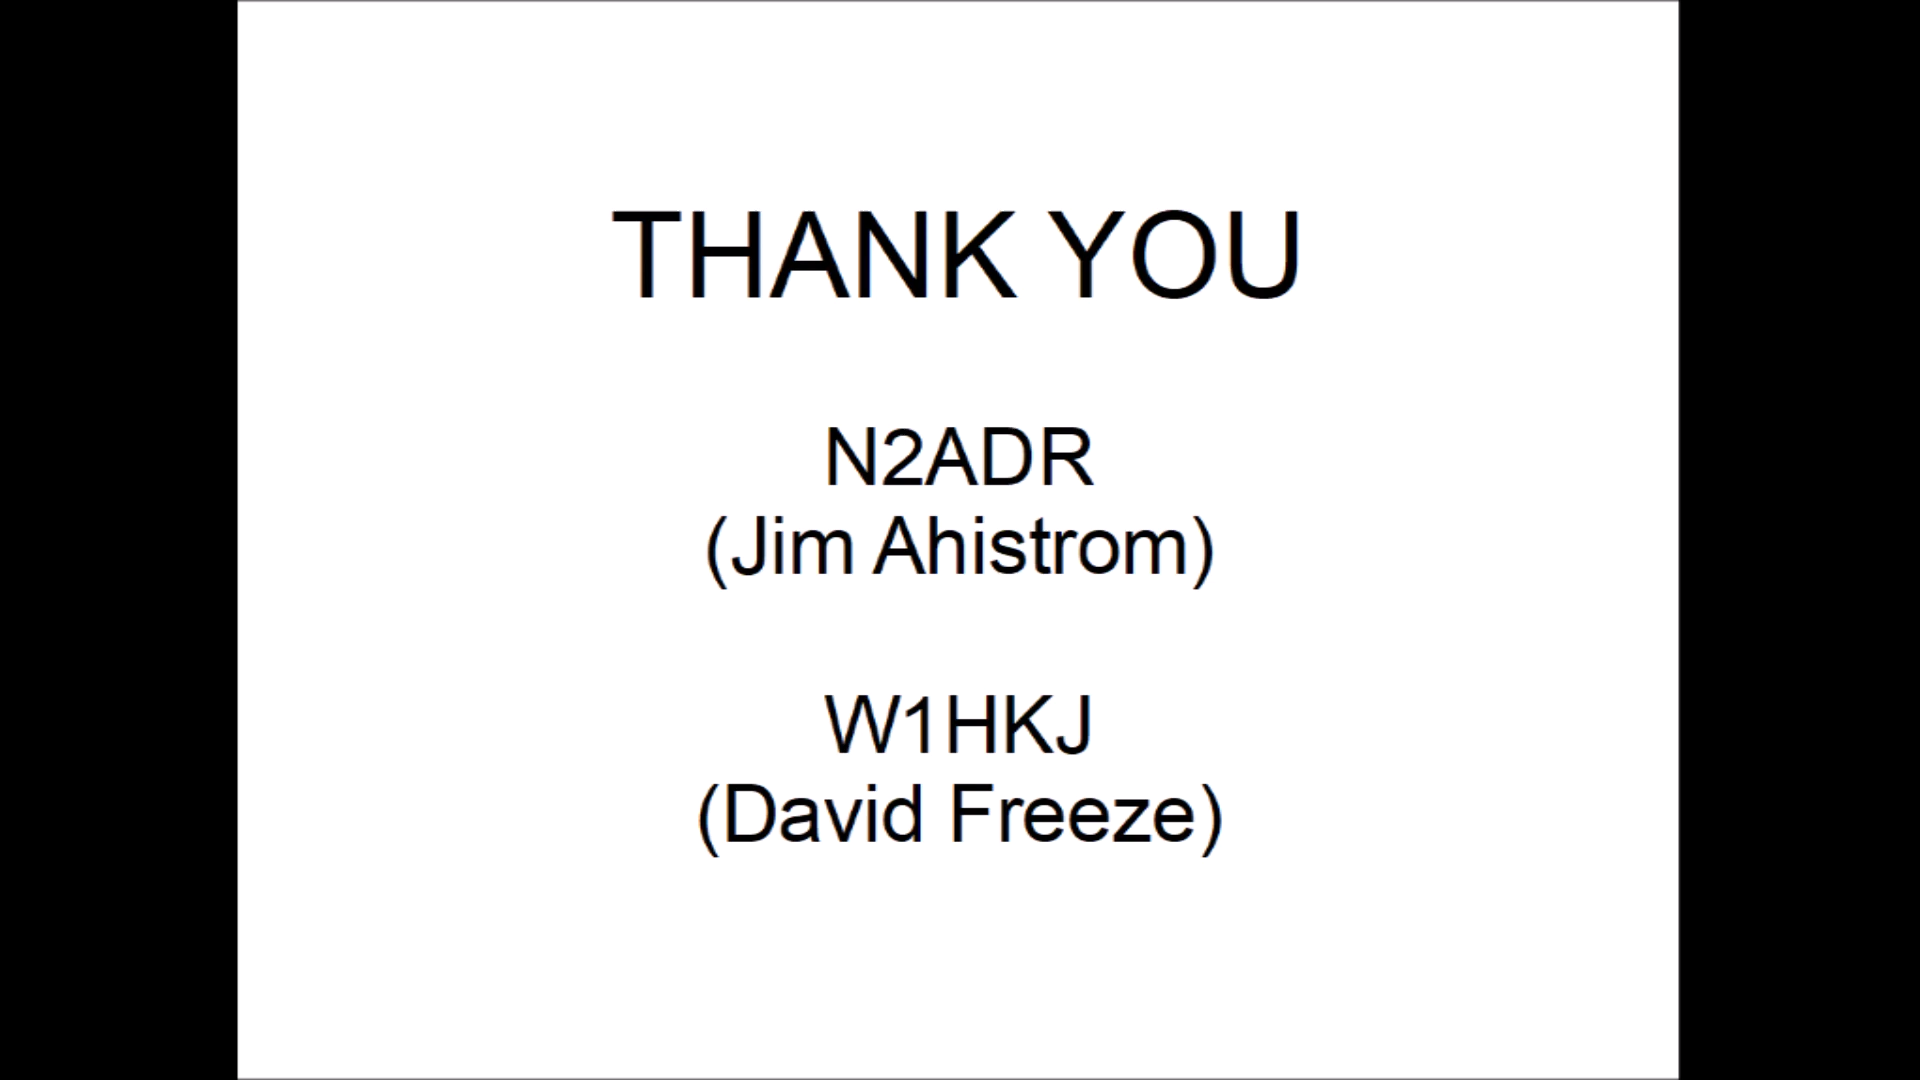 THANK YOU
N2ADR
(Jim Ahistrom)
W1HKJ
(David Freeze)